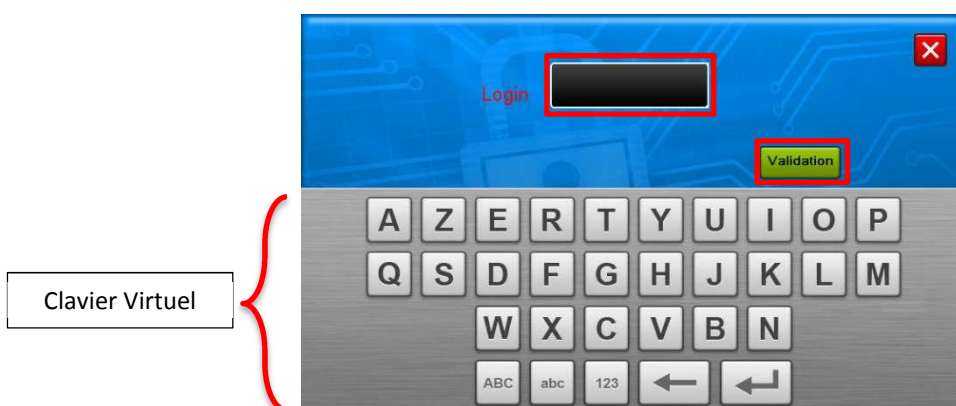 Login
Validation
A Z E R T Y U I O P
Q S D F G H J K L M
Clavier Virtuel
W X C V B N
ABC abc 123